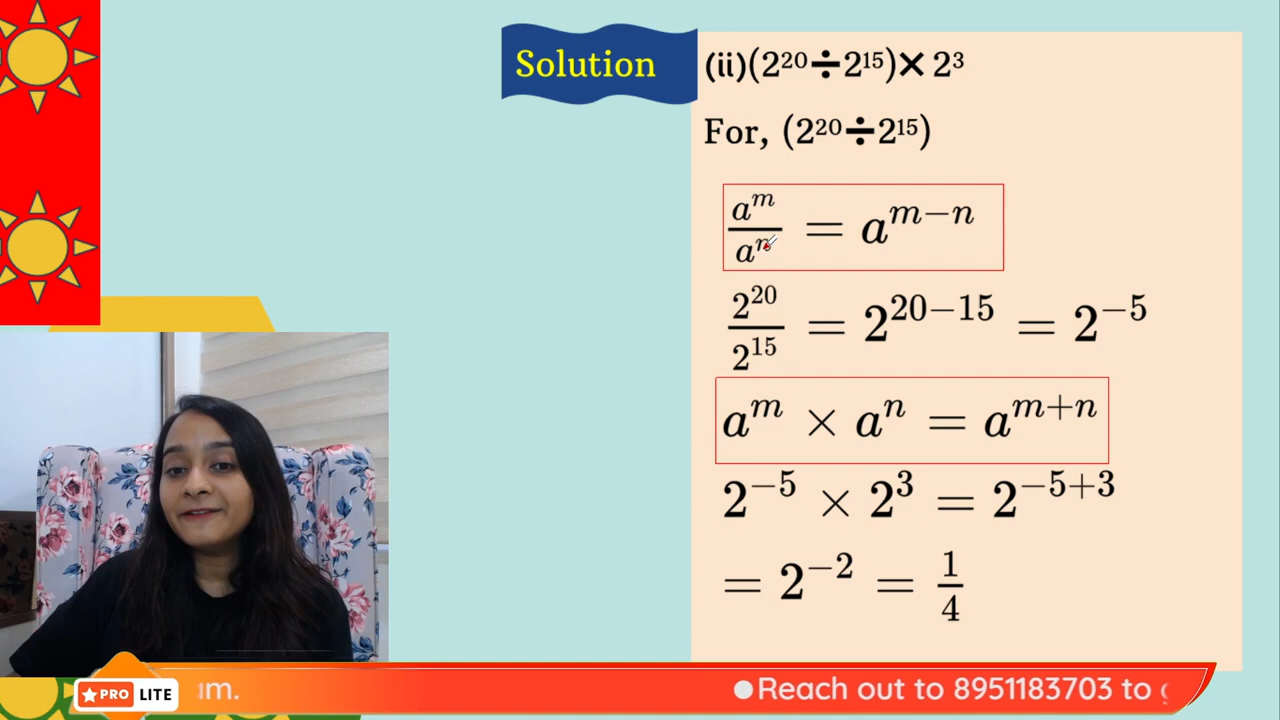 Solution
(ii)(2²⁰÷2¹⁵)× 2³
For, (2²⁰÷2¹⁵)
aᵐ/aⁿ = aᵐ⁻ⁿ
2²⁰/2¹⁵ = 2²⁰⁻¹⁵ = 2⁻⁵
aᵐ × aⁿ = aᵐ⁺ⁿ
2⁻⁵ × 2³ = 2⁻⁵⁺³
= 2⁻² = 1/4
PRO LITE
●Reach out to 8951183703 to